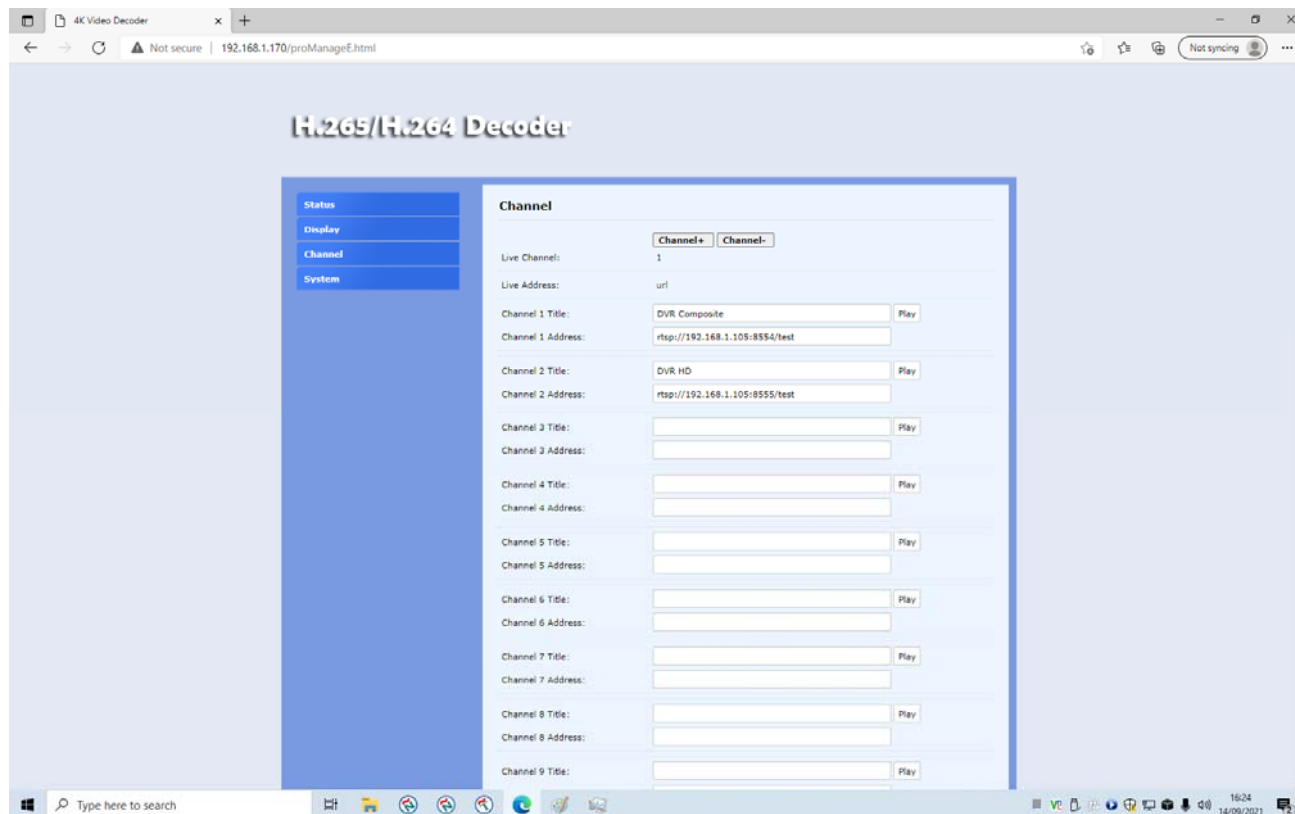 4K Video Decoder
Not secure | 192.168.1.170/proManageE.html
Not syncing
H.265/H.264 Decoder
Status
Display
Channel
System
Channel
Channel+ Channel-
Live Channel: 1
Live Address: url
Channel 1 Title: DVR Composite Play
Channel 1 Address: rtsp://192.168.1.105:8554/test
Channel 2 Title: DVR HD Play
Channel 2 Address: rtsp://192.168.1.105:8555/test
Channel 3 Title: Play
Channel 3 Address:
Channel 4 Title: Play
Channel 4 Address:
Channel 5 Title: Play
Channel 5 Address:
Channel 6 Title: Play
Channel 6 Address:
Channel 7 Title: Play
Channel 7 Address:
Channel 8 Title: Play
Channel 8 Address:
Channel 9 Title: Play
Type here to search
16:24
14/09/2021